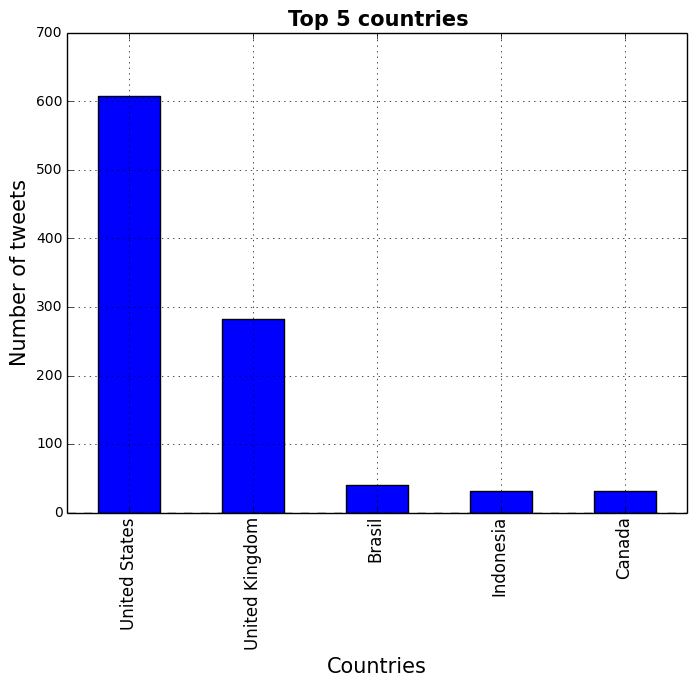 Top 5 countries
700
600
500
400
300
200
100
0
Number of tweets
United States
United Kingdom
Brasil
Indonesia
Canada
Countries